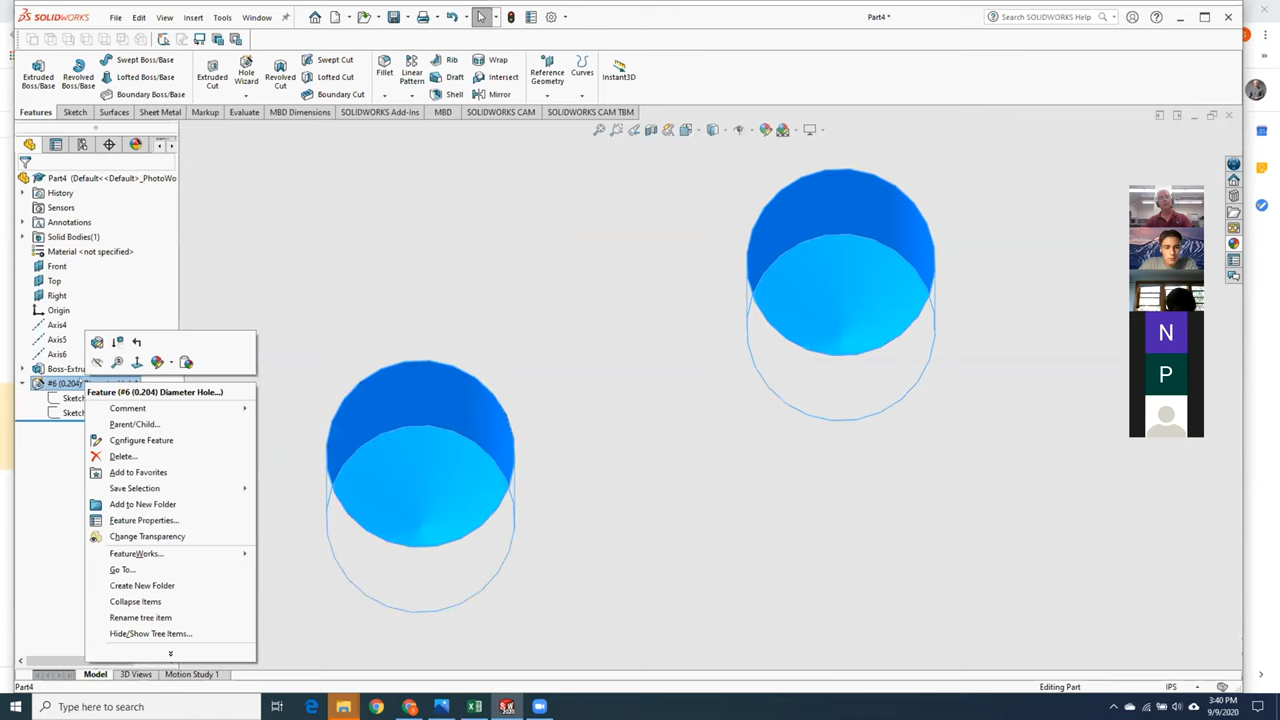 SOLIDWORKS File Edit View Insert Tools Window Part4 * Search SOLIDWORKS Help
Extruded Boss/Base
Revolved Boss/Base
Swept Boss/Base
Lofted Boss/Base
Boundary Boss/Base
Extruded Cut
Hole Wizard
Revolved Cut
Swept Cut
Lofted Cut
Boundary Cut
Fillet
Linear Pattern
Rib
Draft
Shell
Wrap
Intersect
Mirror
Reference Geometry
Curves
Instant3D
Features Sketch Surfaces Sheet Metal Markup Evaluate MBD Dimensions SOLIDWORKS Add-Ins MBD SOLIDWORKS CAM SOLIDWORKS CAM TBM
Part4 (Default<<Default>_PhotoWo
History
Sensors
Annotations
Solid Bodies(1)
Material <not specified>
Front
Top
Right
Origin
Axis4
Axis5
Axis6
Boss-Extru
#6 (0.204) Diameter Hole1
Sketch
Sketch
Feature (#6 (0.204) Diameter Hole...)
Comment
Parent/Child...
Configure Feature
Delete...
Add to Favorites
Save Selection
Add to New Folder
Feature Properties...
Change Transparency
FeatureWorks...
Go To...
Create New Folder
Collapse Items
Rename tree item
Hide/Show Tree Items...
N
P
Model 3D Views Motion Study 1
Part4 Editing Part IPS
Type here to search
3:40 PM
9/9/2020